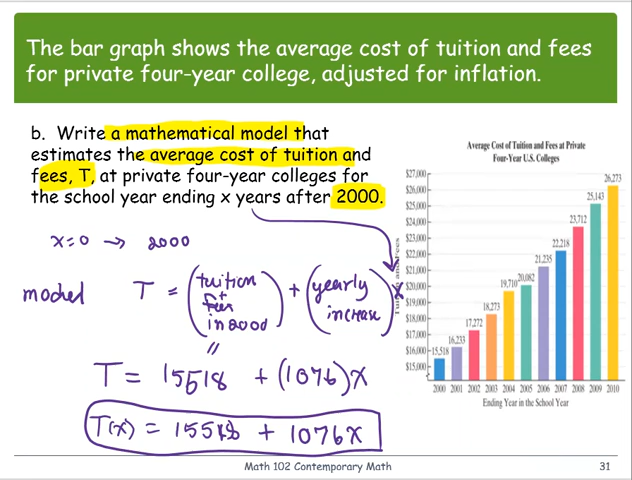 The bar graph shows the average cost of tuition and fees
for private four-year college, adjusted for inflation.
b. Write a mathematical model that
estimates the average cost of tuition and
fees, T, at private four-year colleges for
the school year ending x years after 2000.
x=0 → 2000
model T = (tuition + fees in 2000) + (yearly increase) x
"
T = 15518 + (1076)x
T(x) = 15518 + 1076x
Average Cost of Tuition and Fees at Private
Four-Year U.S. Colleges
$27,000
$26,000
$25,000
$24,000
$23,000
$22,000
$21,000
$20,000
$19,000
$18,000
$17,000
$16,000
$15,000
15,518
16,233
17,272
18,273
19,710
20,082
21,235
22,218
23,712
25,143
26,273
2000 2001 2002 2003 2004 2005 2006 2007 2008 2009 2010
Ending Year in the School Year
Math 102 Contemporary Math
31